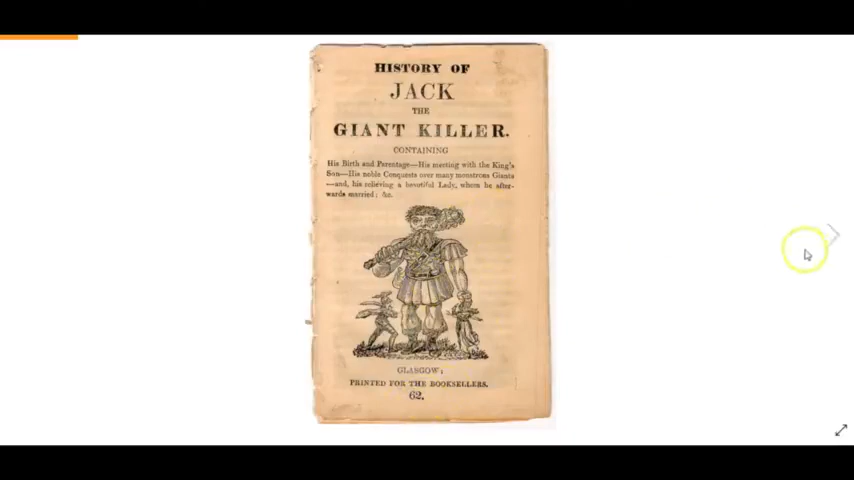 HISTORY OF
JACK
THE
GIANT KILLER.
CONTAINING
His Birth and Parentage—His meeting with the King's
Son—His noble Conquests over many monstrous Giants
—and, his relieving a beautiful Lady, whom he after-
wards married; &c.
GLASGOW:
PRINTED FOR THE BOOKSELLERS.
62.